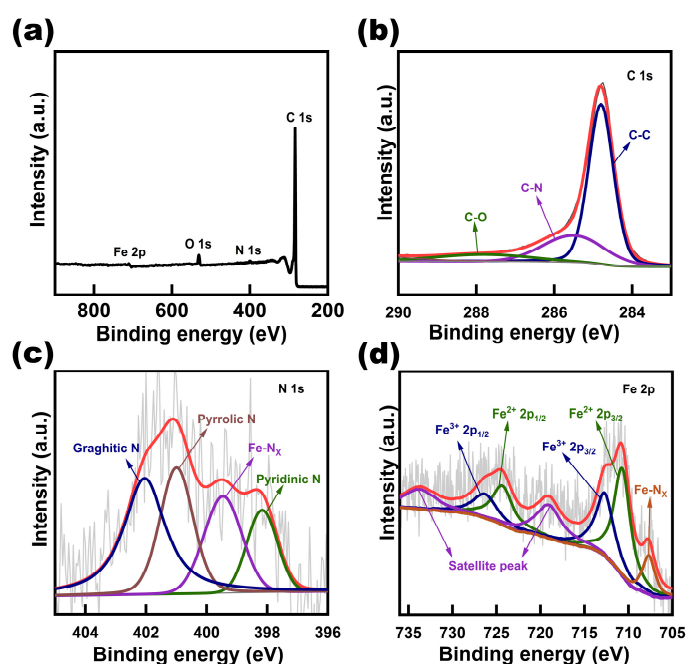 (a)
Intensity (a.u.)
C 1s
Fe 2p
O 1s
N 1s
800 600 400 200
Binding energy (eV)
(b)
Intensity (a.u.)
C 1s
C-C
C-N
C-O
290 288 286 284
Binding energy (eV)
(c)
Intensity (a.u.)
N 1s
Pyrrolic N
Graghitic N
Fe-Nₓ
Pyridinic N
404 402 400 398 396
Binding energy (eV)
(d)
Intensity (a.u.)
Fe 2p
Fe²⁺ 2p₁/₂
Fe²⁺ 2p₃/₂
Fe³⁺ 2p₁/₂
Fe³⁺ 2p₃/₂
Fe-Nₓ
Satellite peak
735 730 725 720 715 710 705
Binding energy (eV)